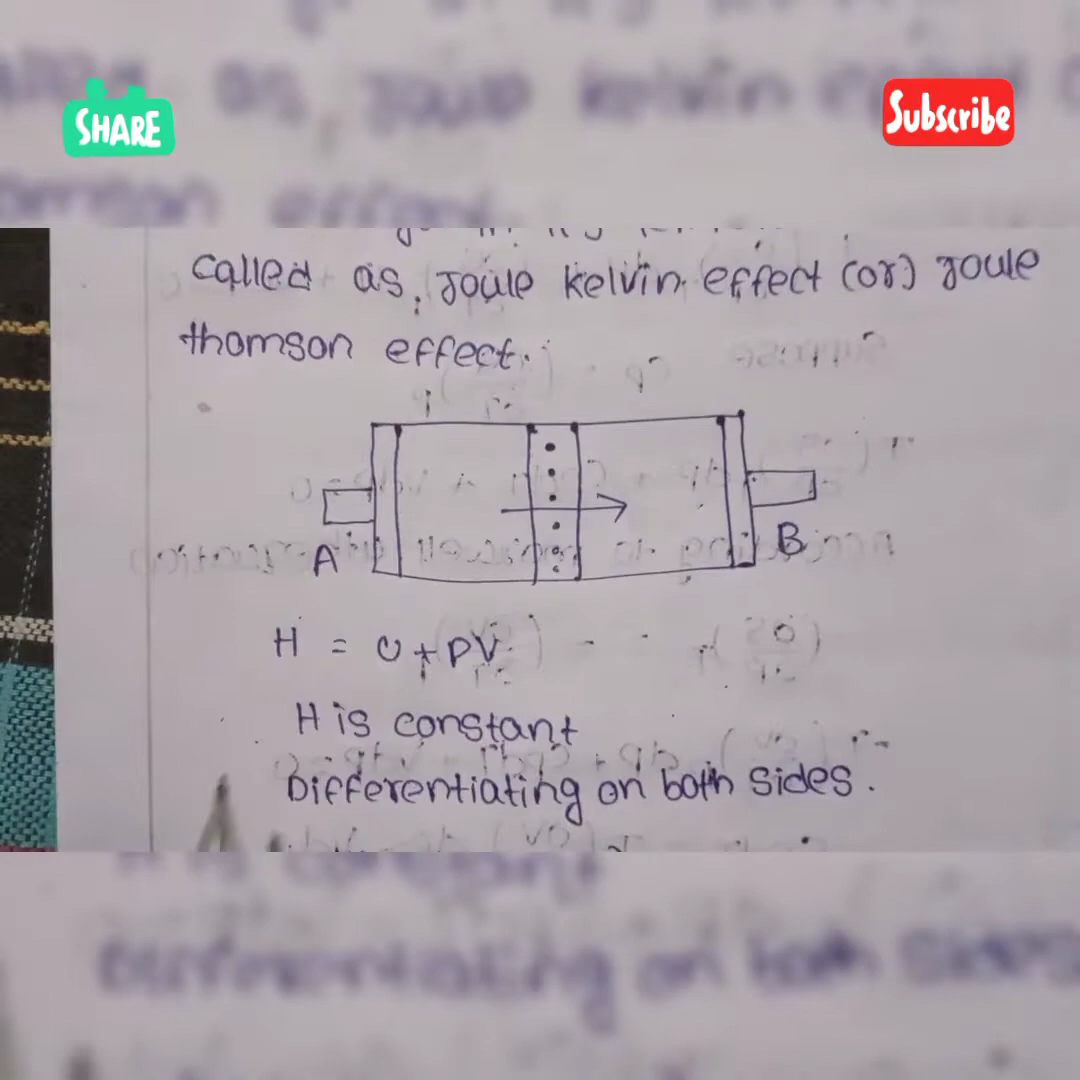 SHARE
Subscribe
called as, Joule kelvin effect (or) Joule
thomson effect.
A
B
H = U + PV
H is constant
Differentiating on both sides.